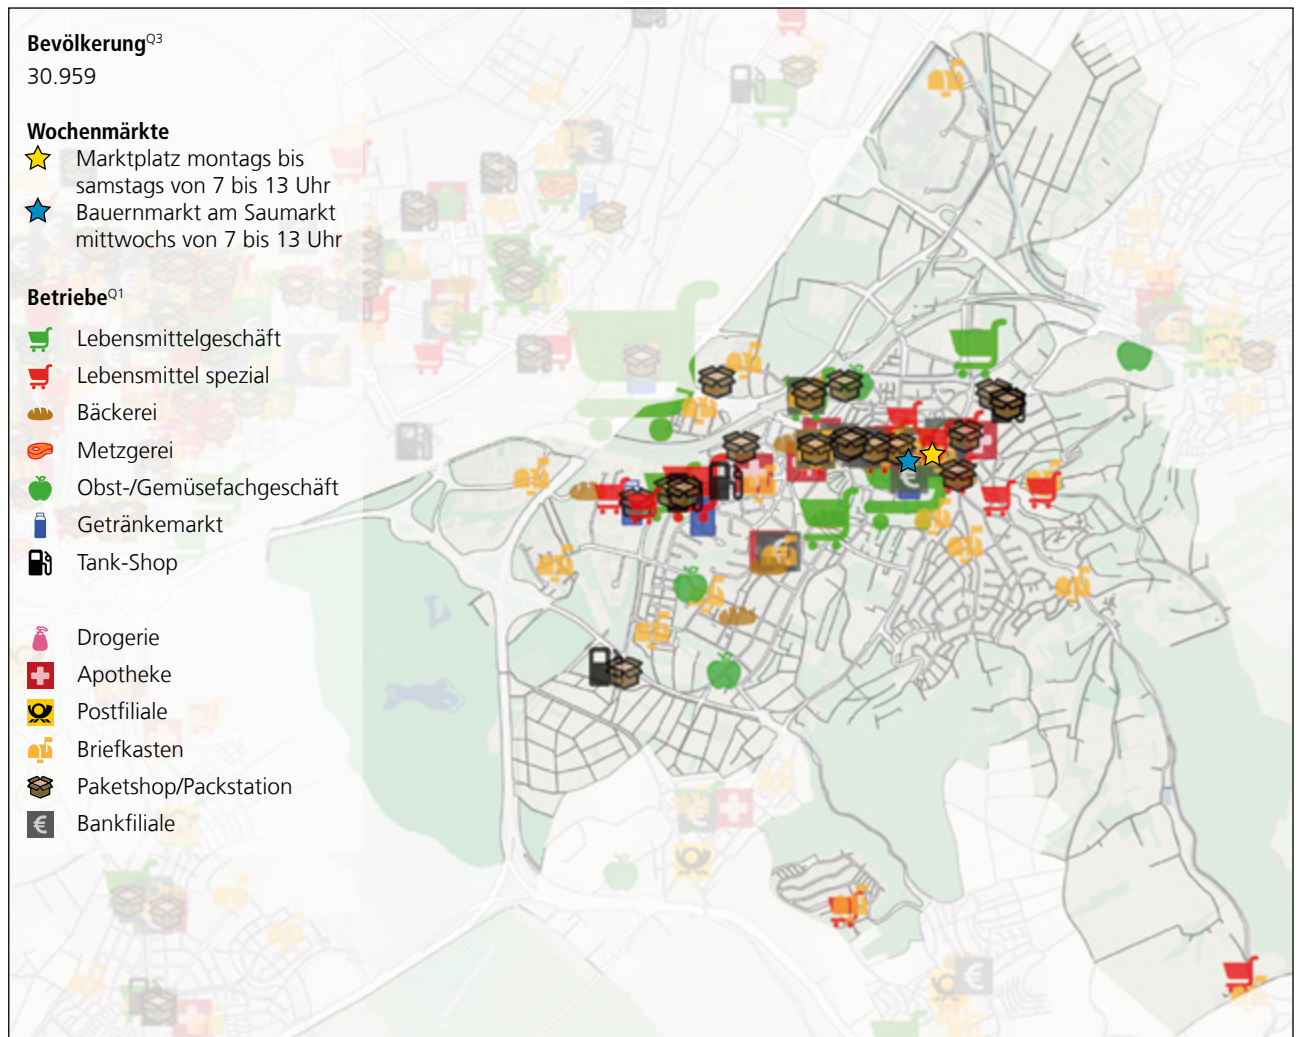 Bevölkerung Q3
30.959
Wochenmärkte
Marktplatz montags bis
samstags von 7 bis 13 Uhr
Bauernmarkt am Saumarkt
mittwochs von 7 bis 13 Uhr
Betriebe Q1
Lebensmittelgeschäft
Lebensmittel spezial
Bäckerei
Metzgerei
Obst-/Gemüsefachgeschäft
Getränkemarkt
Tank-Shop
Drogerie
Apotheke
Postfiliale
Briefkasten
Paketshop/Packstation
Bankfiliale